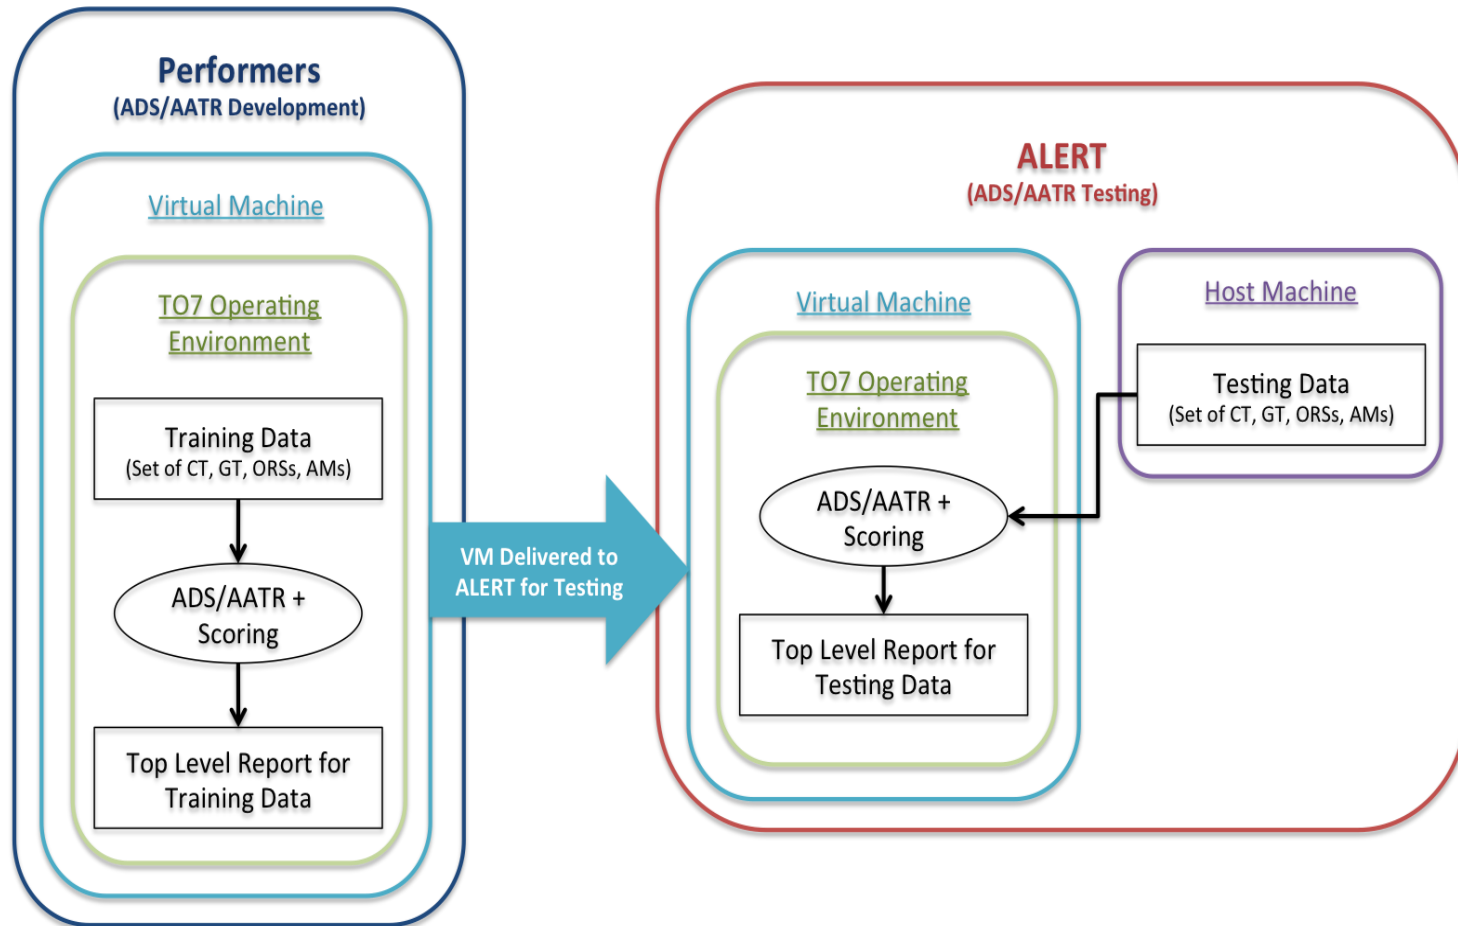 Performers
(ADS/AATR Development)
Virtual Machine
TO7 Operating
Environment
Training Data
(Set of CT, GT, ORSs, AMs)
ADS/AATR +
Scoring
Top Level Report for
Training Data
VM Delivered to
ALERT for Testing
ALERT
(ADS/AATR Testing)
Virtual Machine
TO7 Operating
Environment
ADS/AATR +
Scoring
Top Level Report for
Testing Data
Host Machine
Testing Data
(Set of CT, GT, ORSs, AMs)